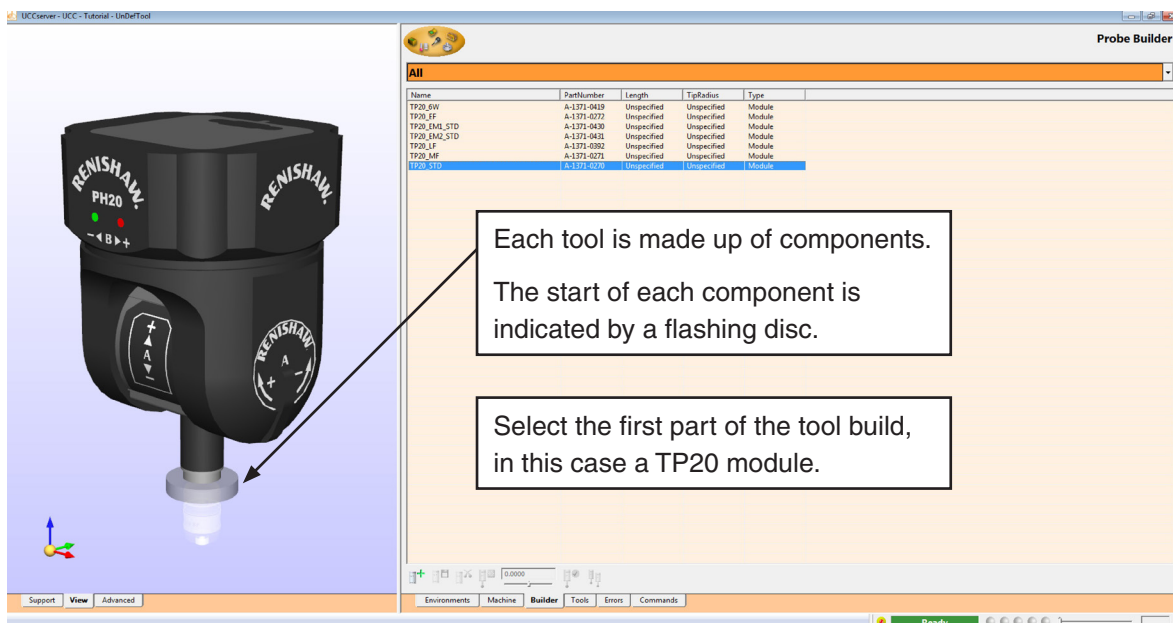 UCCserver - UCC - Tutorial - UnDefTool
Probe Builder
All
Name PartNumber Length TipRadius Type
TP20_6W A-1371-0419 Unspecified Unspecified Module
TP20_EF A-1371-0272 Unspecified Unspecified Module
TP20_EM1_STD A-1371-0430 Unspecified Unspecified Module
TP20_EM2_STD A-1371-0431 Unspecified Unspecified Module
TP20_LF A-1371-0392 Unspecified Unspecified Module
TP20_MF A-1371-0271 Unspecified Unspecified Module
TP20_STD A-1371-0270 Unspecified Unspecified Module
RENISHAW.
PH20
- B +
RENISHAW.
+
A
-
RENISHAW
A
+ -
Each tool is made up of components.
The start of each component is
indicated by a flashing disc.
Select the first part of the tool build,
in this case a TP20 module.
0.0000
Support View Advanced
Environments Machine Builder Tools Errors Commands
Ready